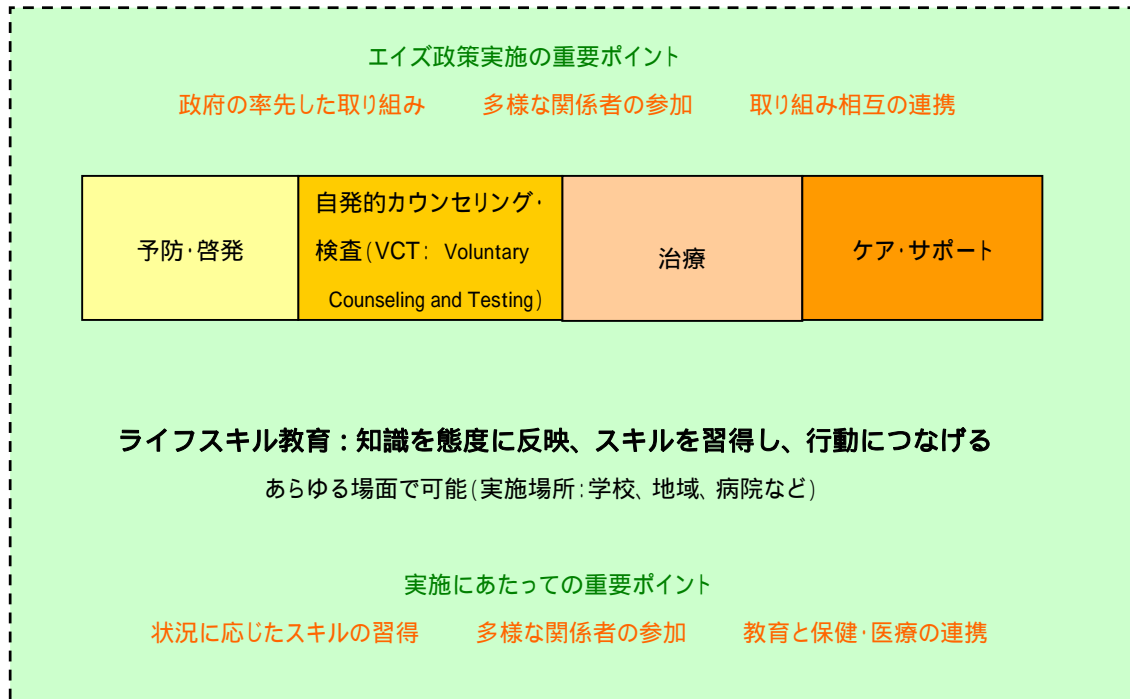 エイズ政策実施の重要ポイント
政府の率先した取り組み 多様な関係者の参加 取り組み相互の連携
予防・啓発
自発的カウンセリング・
検査(VCT: Voluntary
Counseling and Testing)
治療
ケア・サポート
ライフスキル教育：知識を態度に反映、スキルを習得し、行動につなげる
あらゆる場面で可能(実施場所:学校、地域、病院など)
実施にあたっての重要ポイント
状況に応じたスキルの習得 多様な関係者の参加 教育と保健・医療の連携